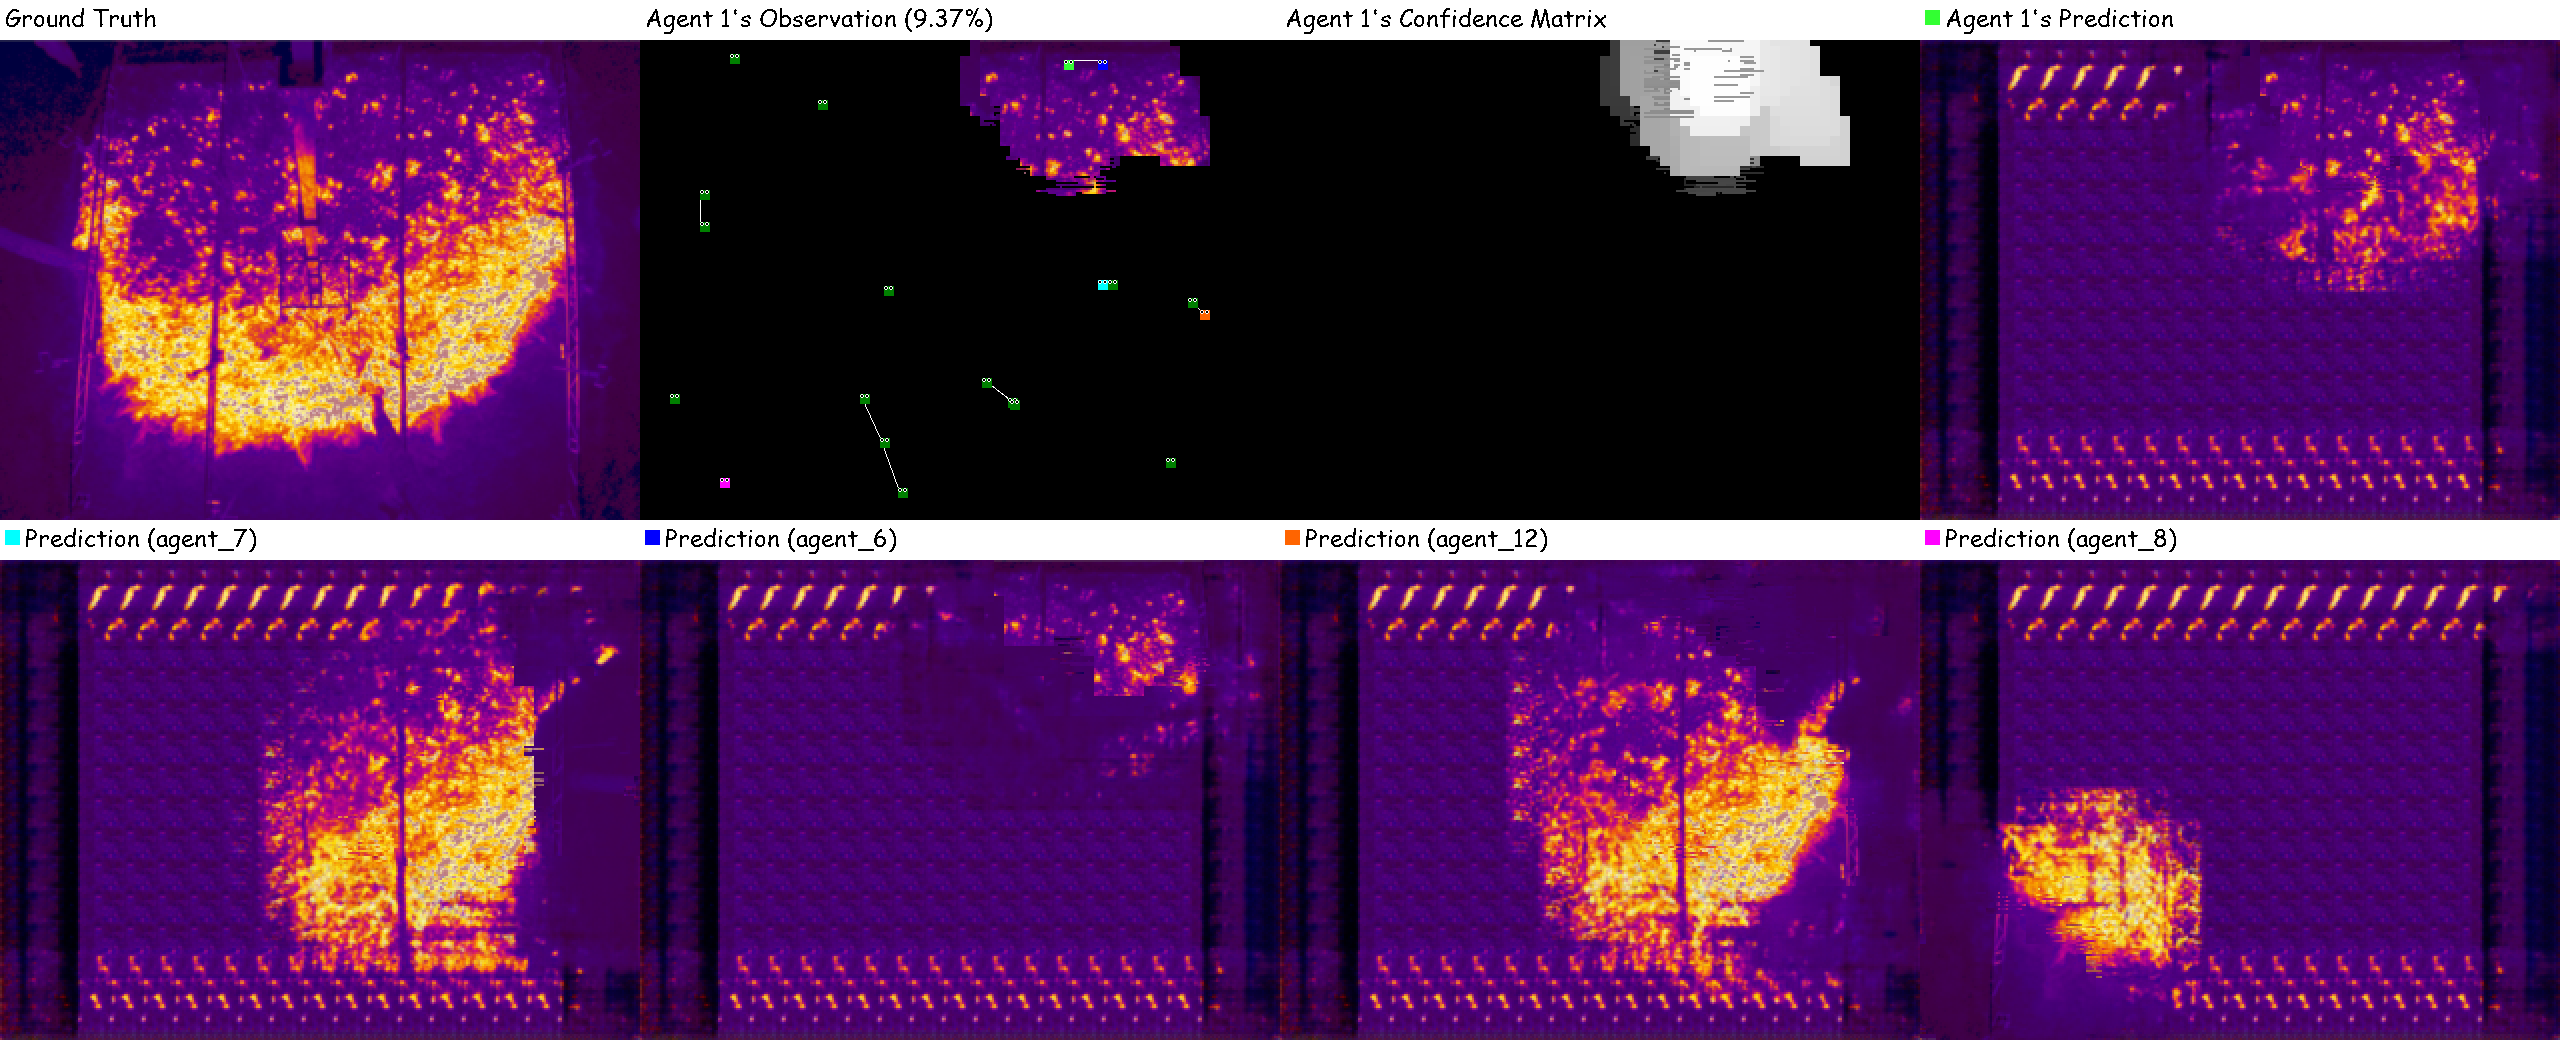 Ground Truth
Agent 1's Observation (9.37%)
Agent 1's Confidence Matrix
Agent 1's Prediction
Prediction (agent_7)
Prediction (agent_6)
Prediction (agent_12)
Prediction (agent_8)